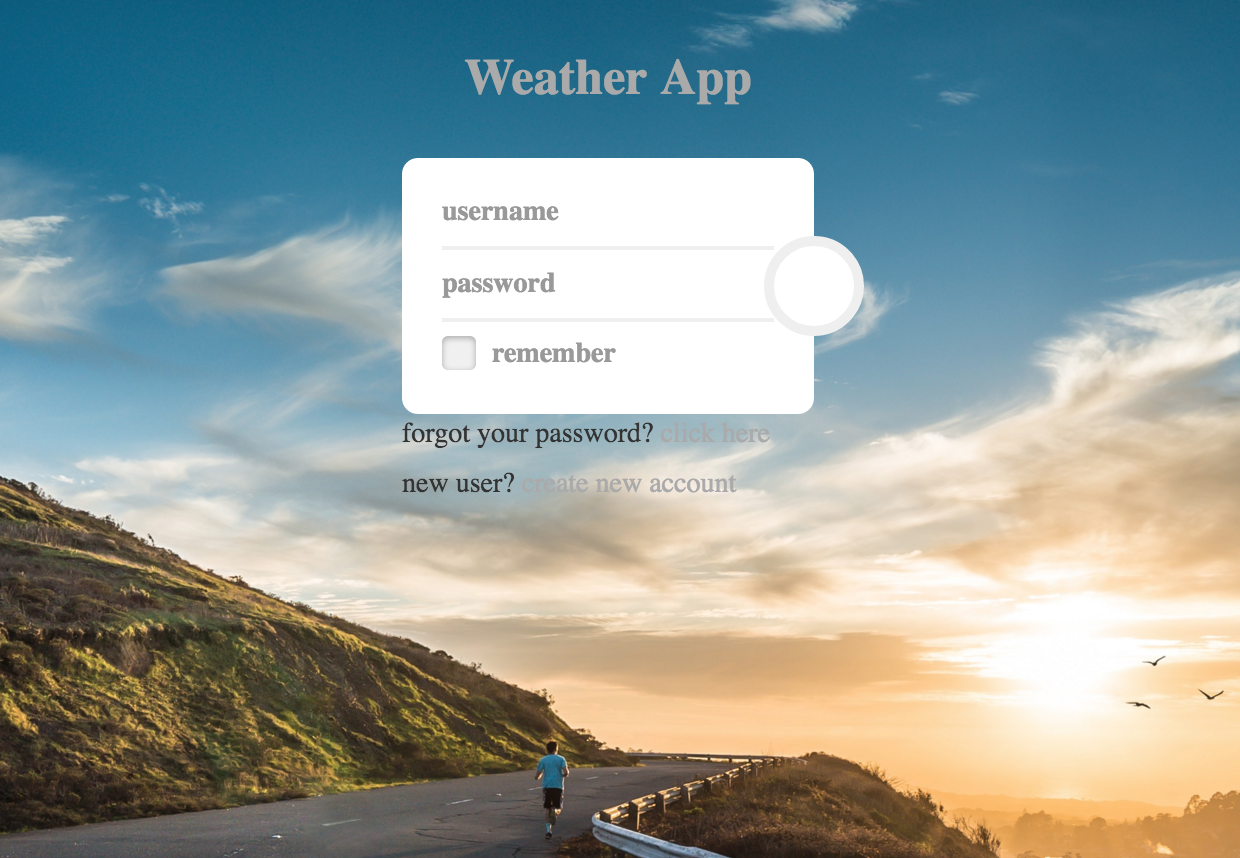 Weather App
username
password
remember
forgot your password? click here
new user? create new account